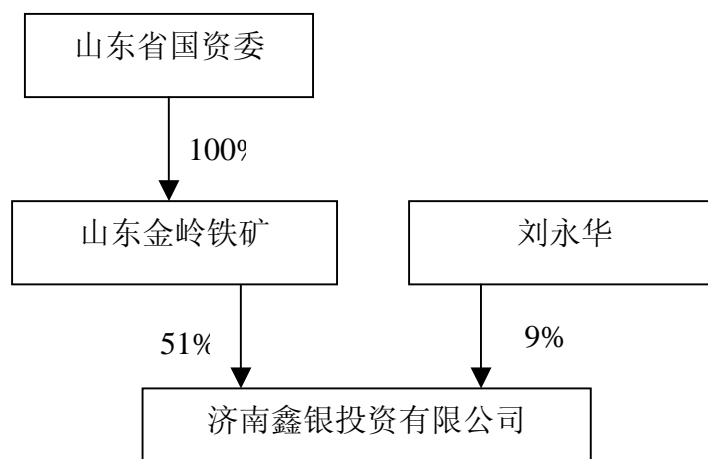 山东省国资委
100%
山东金岭铁矿
刘永华
51%
9%
济南鑫银投资有限公司